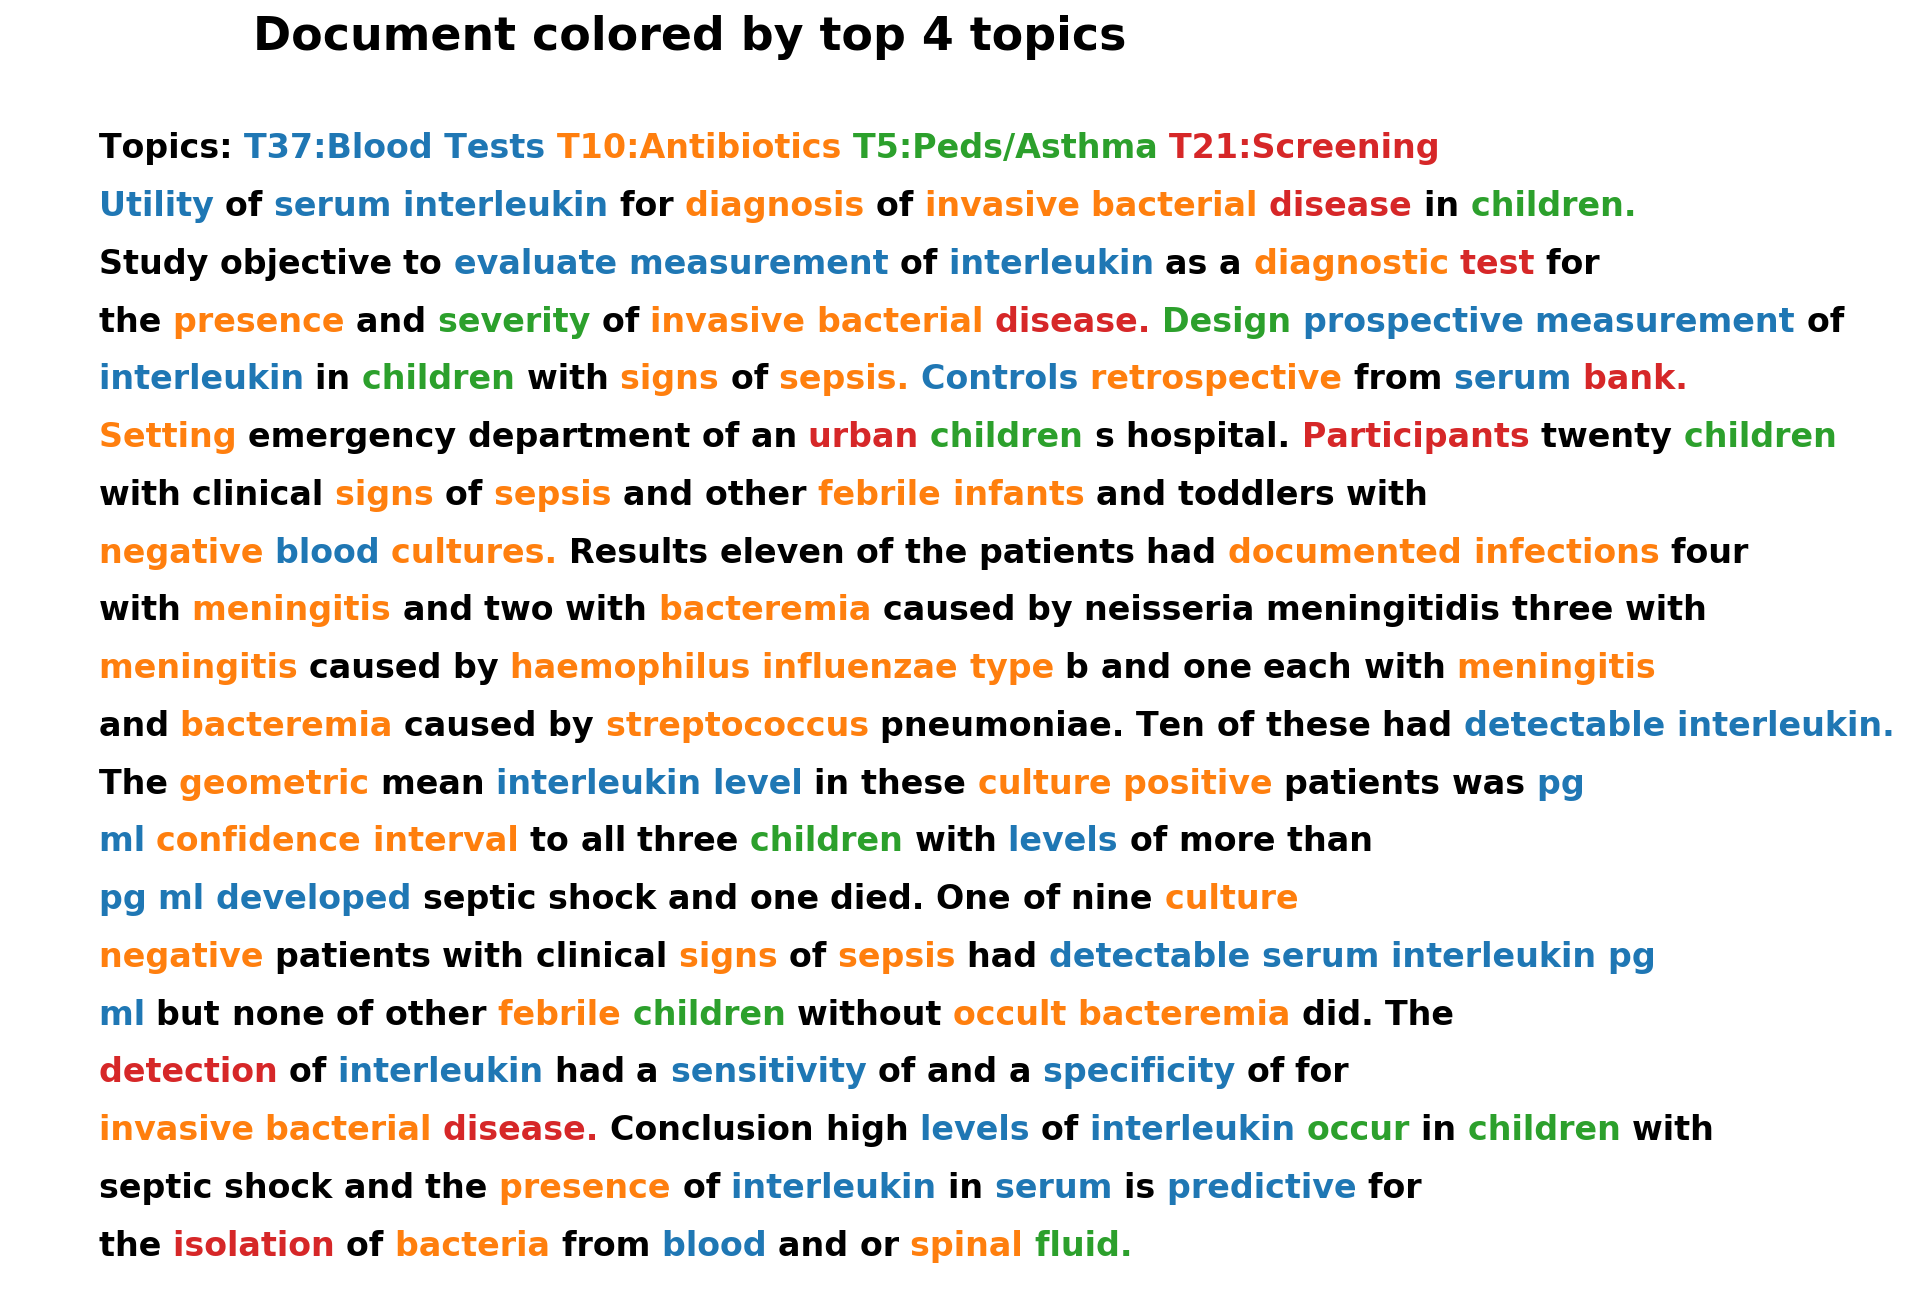 Document colored by top 4 topics
Topics: T37:Blood Tests T10:Antibiotics T5:Peds/Asthma T21:Screening
Utility of serum interleukin for diagnosis of invasive bacterial disease in children.
Study objective to evaluate measurement of interleukin as a diagnostic test for
the presence and severity of invasive bacterial disease. Design prospective measurement of
interleukin in children with signs of sepsis. Controls retrospective from serum bank.
Setting emergency department of an urban children s hospital. Participants twenty children
with clinical signs of sepsis and other febrile infants and toddlers with
negative blood cultures. Results eleven of the patients had documented infections four
with meningitis and two with bacteremia caused by neisseria meningitidis three with
meningitis caused by haemophilus influenzae type b and one each with meningitis
and bacteremia caused by streptococcus pneumoniae. Ten of these had detectable interleukin.
The geometric mean interleukin level in these culture positive patients was pg
ml confidence interval to all three children with levels of more than
pg ml developed septic shock and one died. One of nine culture
negative patients with clinical signs of sepsis had detectable serum interleukin pg
ml but none of other febrile children without occult bacteremia did. The
detection of interleukin had a sensitivity of and a specificity of for
invasive bacterial disease. Conclusion high levels of interleukin occur in children with
septic shock and the presence of interleukin in serum is predictive for
the isolation of bacteria from blood and or spinal fluid.